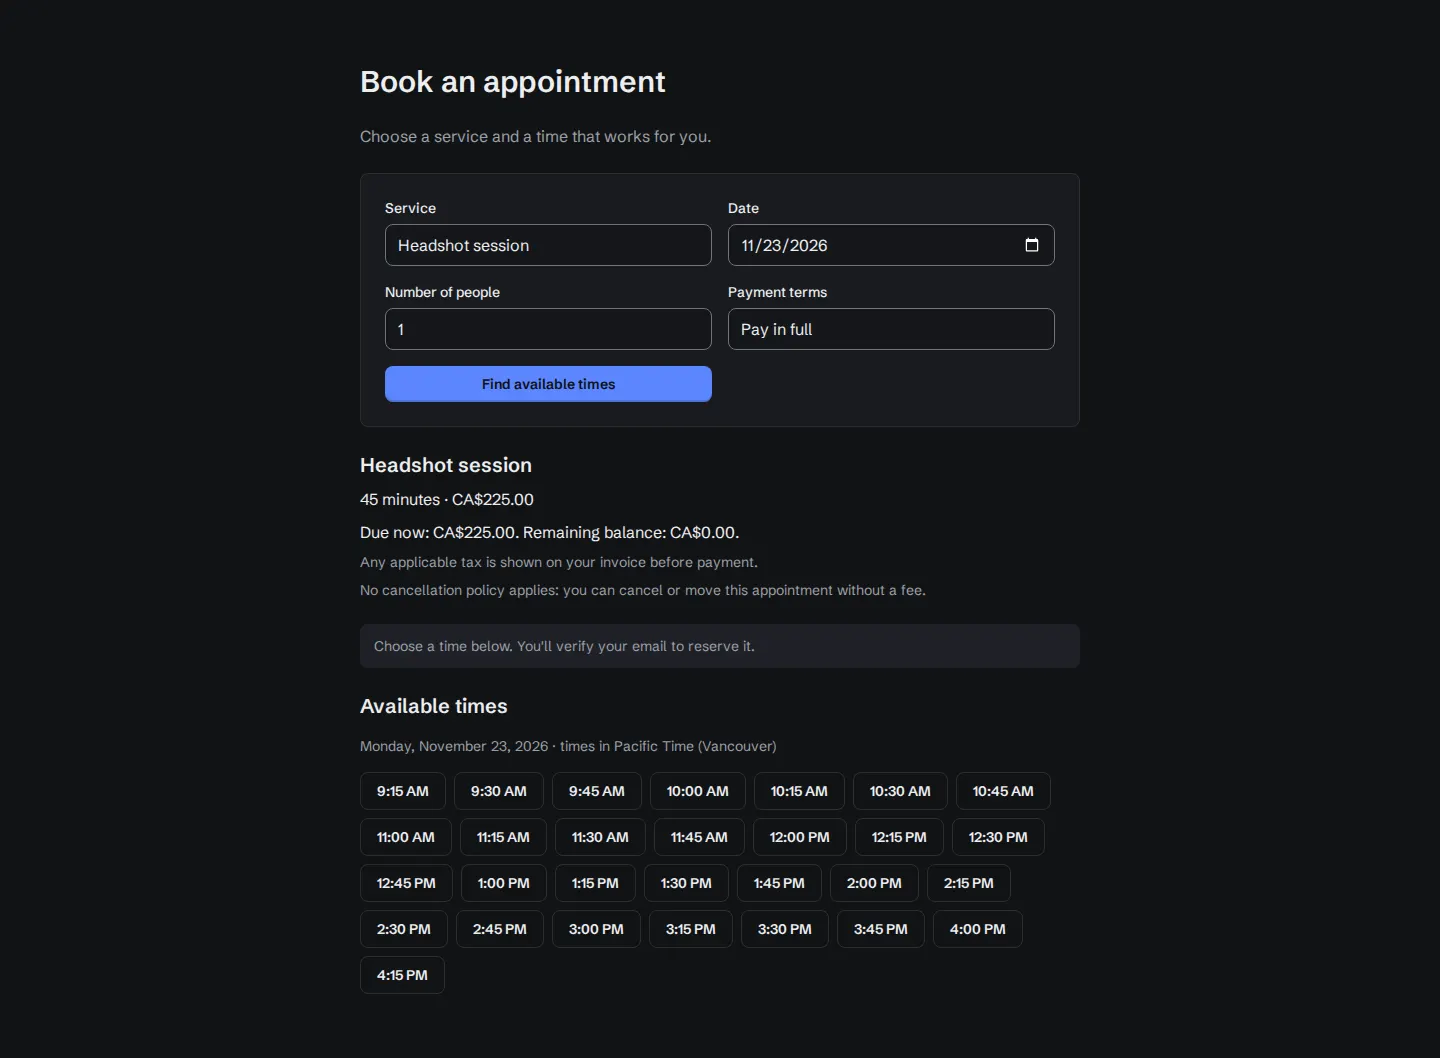 Book an appointment
Choose a service and a time that works for you.
Service
Date
Headshot session
11/23/2026
Number of people
Payment terms
1
Pay in full
Find available times
Headshot session
45 minutes · CA$225.00
Due now: CA$225.00. Remaining balance: CA$0.00.
Any applicable tax is shown on your invoice before payment.
No cancellation policy applies: you can cancel or move this appointment without a fee.
Choose a time below. You'll verify your email to reserve it.
Available times
Monday, November 23, 2026 · times in Pacific Time (Vancouver)
9:15 AM 9:30 AM 9:45 AM 10:00 AM 10:15 AM 10:30 AM 10:45 AM
11:00 AM 11:15 AM 11:30 AM 11:45 AM 12:00 PM 12:15 PM 12:30 PM
12:45 PM 1:00 PM 1:15 PM 1:30 PM 1:45 PM 2:00 PM 2:15 PM
2:30 PM 2:45 PM 3:00 PM 3:15 PM 3:30 PM 3:45 PM 4:00 PM
4:15 PM